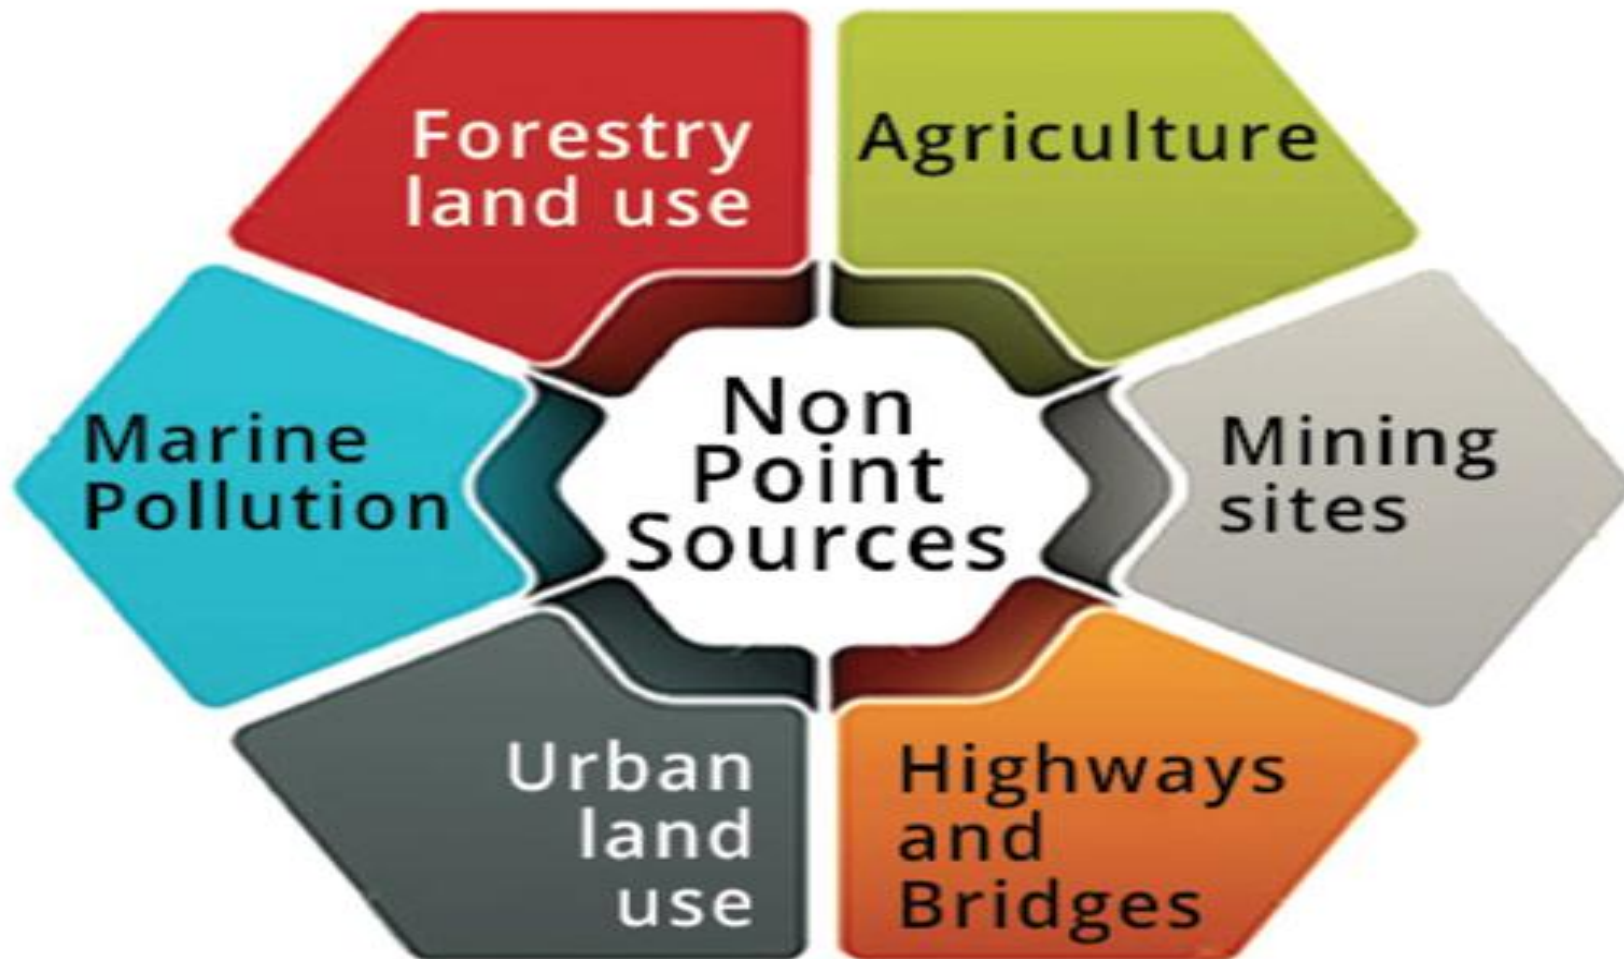 Forestry
land use
Agriculture
Marine
Pollution
Non
Point
Sources
Mining
sites
Urban
land
use
Highways
and
Bridges